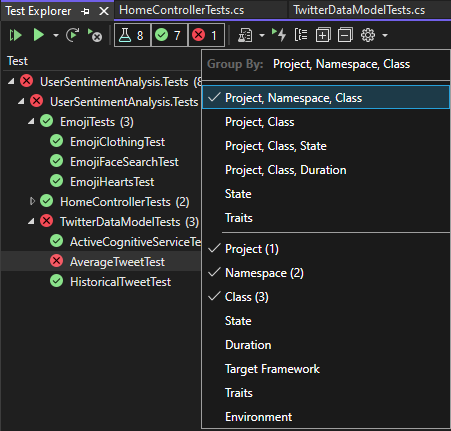 Test Explorer
HomeControllerTests.cs
TwitterDataModelTests.cs
8
7
1
Test
Group By: Project, Namespace, Class
UserSentimentAnalysis.Tests (8
UserSentimentAnalysis.Tests
EmojiTests (3)
EmojiClothingTest
EmojiFaceSearchTest
EmojiHeartsTest
HomeControllerTests (2)
TwitterDataModelTests (3)
ActiveCognitiveServiceTe
AverageTweetTest
HistoricalTweetTest
Project, Namespace, Class
Project, Class
Project, Class, State
Project, Class, Duration
State
Traits
Project (1)
Namespace (2)
Class (3)
State
Duration
Target Framework
Traits
Environment